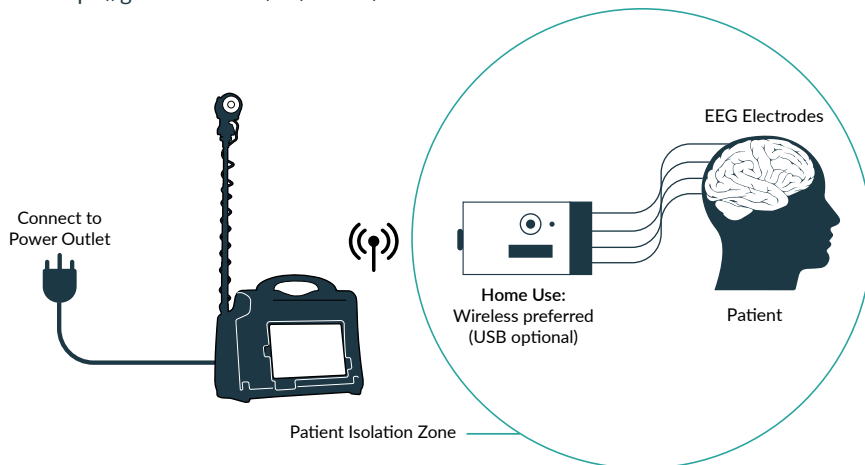 EEG Electrodes
Connect to
Power Outlet
Home Use:
Wireless preferred
(USB optional)
Patient
Patient Isolation Zone